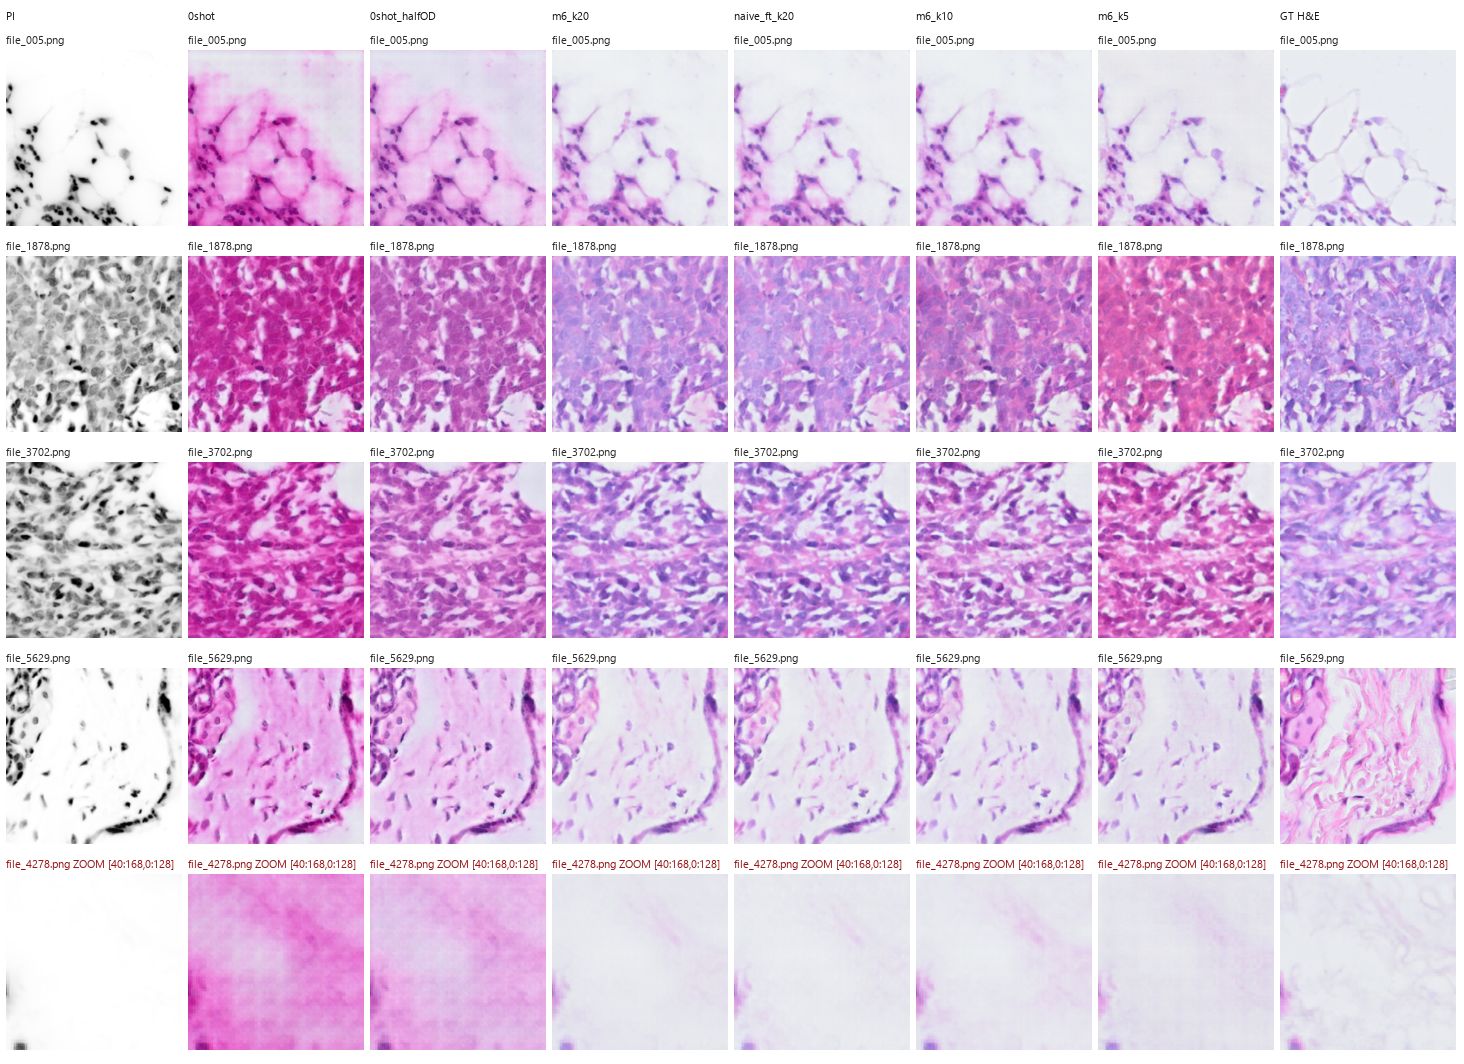 PI 0shot 0shot_halfOD m6_k20 naive_ft_k20 m6_k10 m6_k5 GT H&E
file_005.png file_005.png file_005.png file_005.png file_005.png file_005.png file_005.png file_005.png
file_1878.png file_1878.png file_1878.png file_1878.png file_1878.png file_1878.png file_1878.png file_1878.png
file_3702.png file_3702.png file_3702.png file_3702.png file_3702.png file_3702.png file_3702.png file_3702.png
file_5629.png file_5629.png file_5629.png file_5629.png file_5629.png file_5629.png file_5629.png file_5629.png
file_4278.png ZOOM [40:168,0:128] file_4278.png ZOOM [40:168,0:128] file_4278.png ZOOM [40:168,0:128] file_4278.png ZOOM [40:168,0:128] file_4278.png ZOOM [40:168,0:128] file_4278.png ZOOM [40:168,0:128] file_4278.png ZOOM [40:168,0:128] file_4278.png ZOOM [40:168,0:128]